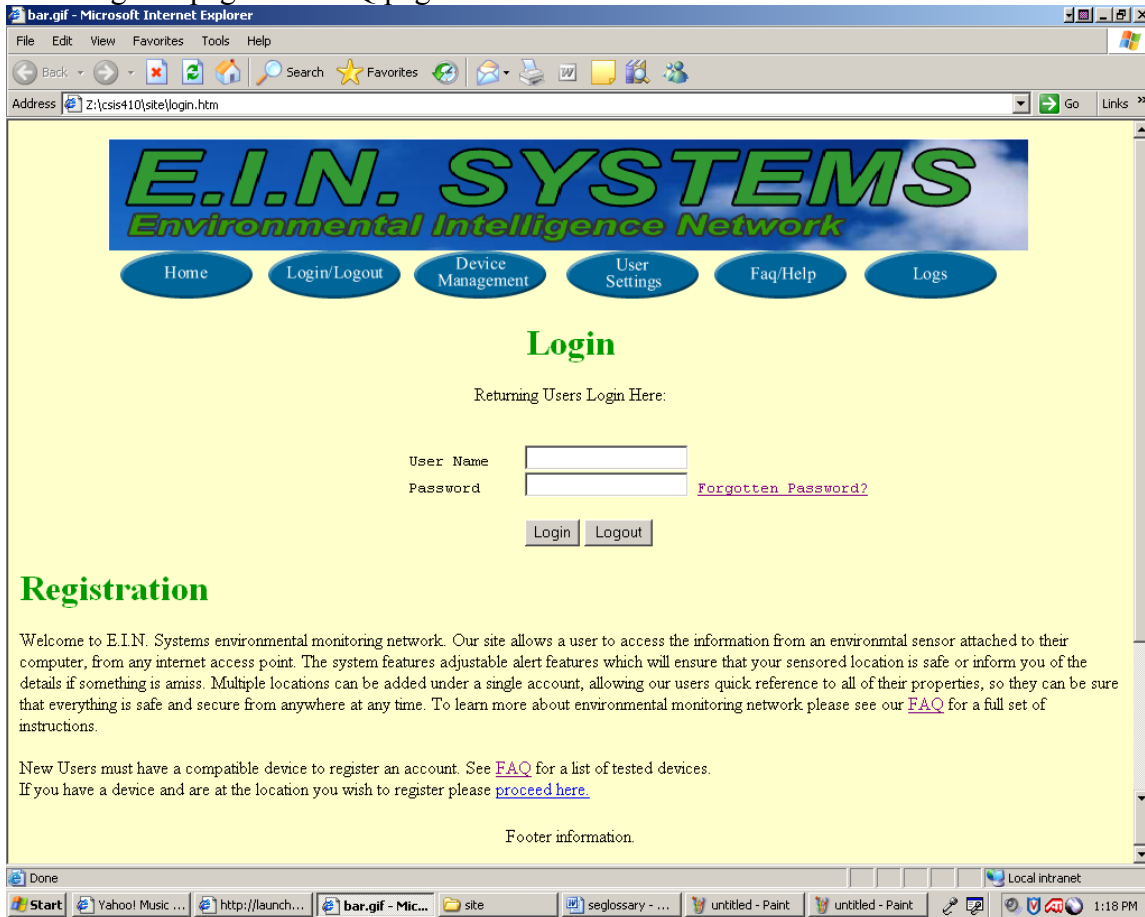 bar.gif - Microsoft Internet Explorer
File Edit View Favorites Tools Help
Back Search Favorites
Address Z:\csis410\site\login.htm Go Links »
E.I.N. SYSTEMS
Environmental Intelligence Network
Home Login/Logout Device Management User Settings Faq/Help Logs
Login
Returning Users Login Here:
User Name
Password Forgotten Password?
Login Logout
Registration
Welcome to E.I.N. Systems environmental monitoring network. Our site allows a user to access the information from an environmtal sensor attached to their
computer, from any internet access point. The system features adjustable alert features which will ensure that your sensored location is safe or inform you of the
details if something is amiss. Multiple locations can be added under a single account, allowing our users quick reference to all of their properties, so they can be sure
that everything is safe and secure from anywhere at any time. To learn more about environmental monitoring network please see our FAQ for a full set of
instructions.
New Users must have a compatible device to register an account. See FAQ for a list of tested devices.
If you have a device and are at the location you wish to register please proceed here.
Footer information.
Done Local intranet
Start Yahoo! Music ... http://launch... bar.gif - Mic... site seglossary - ... untitled - Paint untitled - Paint 1:18 PM